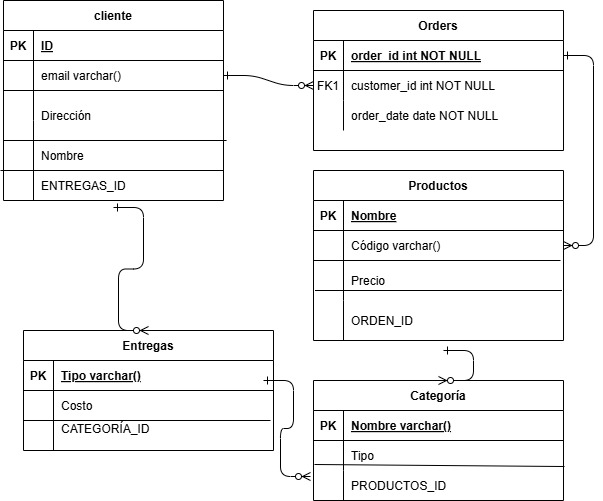 cliente
PK ID
email varchar()
Dirección
Nombre
ENTREGAS_ID
Orders
PK order_id int NOT NULL
FK1 customer_id int NOT NULL
order_date date NOT NULL
Productos
PK Nombre
Código varchar()
Precio
ORDEN_ID
Entregas
PK Tipo varchar()
Costo
CATEGORÍA_ID
Categoría
PK Nombre varchar()
Tipo
PRODUCTOS_ID